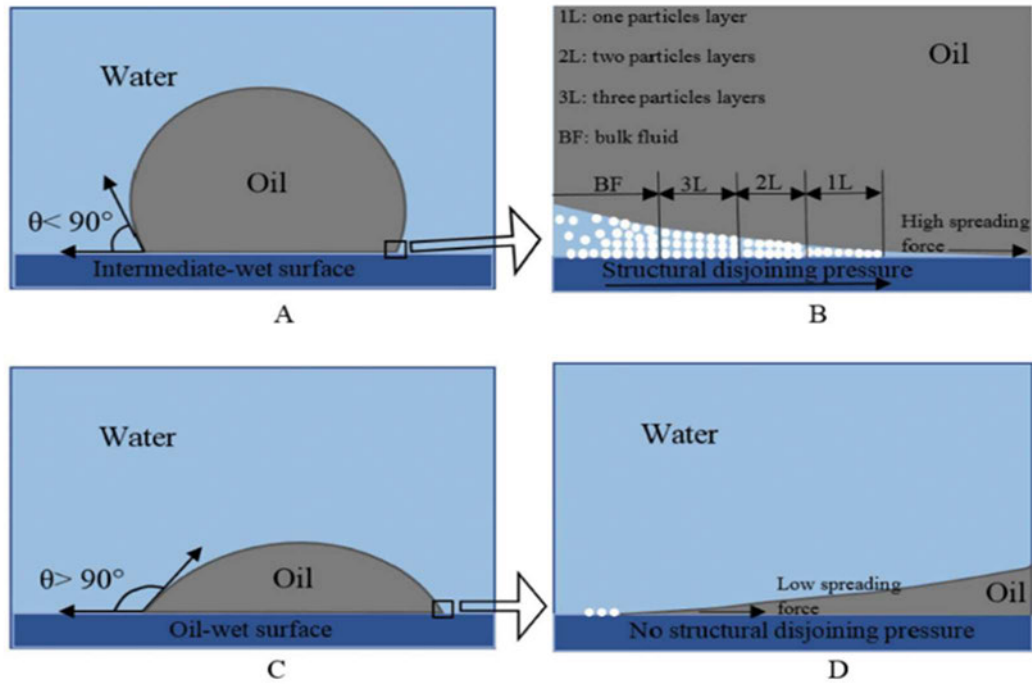 Water
Oil
θ< 90°
Intermediate-wet surface
A
1L: one particles layer
2L: two particles layers
3L: three particles layers
BF: bulk fluid
Oil
BF 3L 2L 1L
High spreading
force
Structural disjoining pressure
B
Water
θ> 90°
Oil
Oil-wet surface
C
Water
Low spreading
force
Oil
No structural disjoining pressure
D